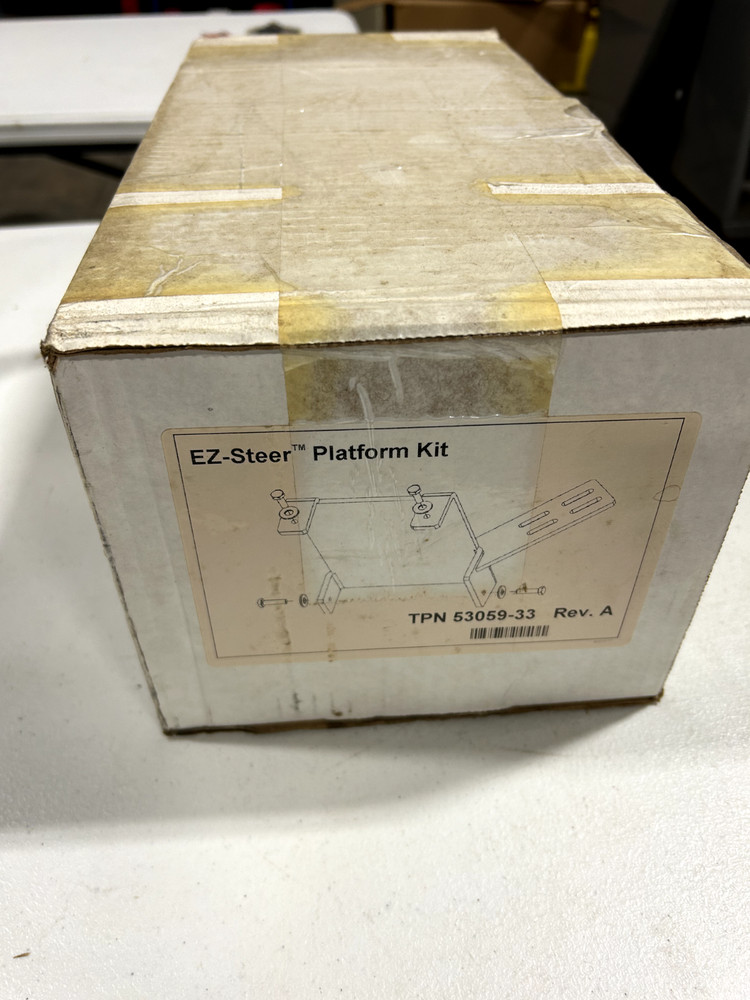 EZ-Steer™ Platform Kit
TPN 53059-33 Rev. A